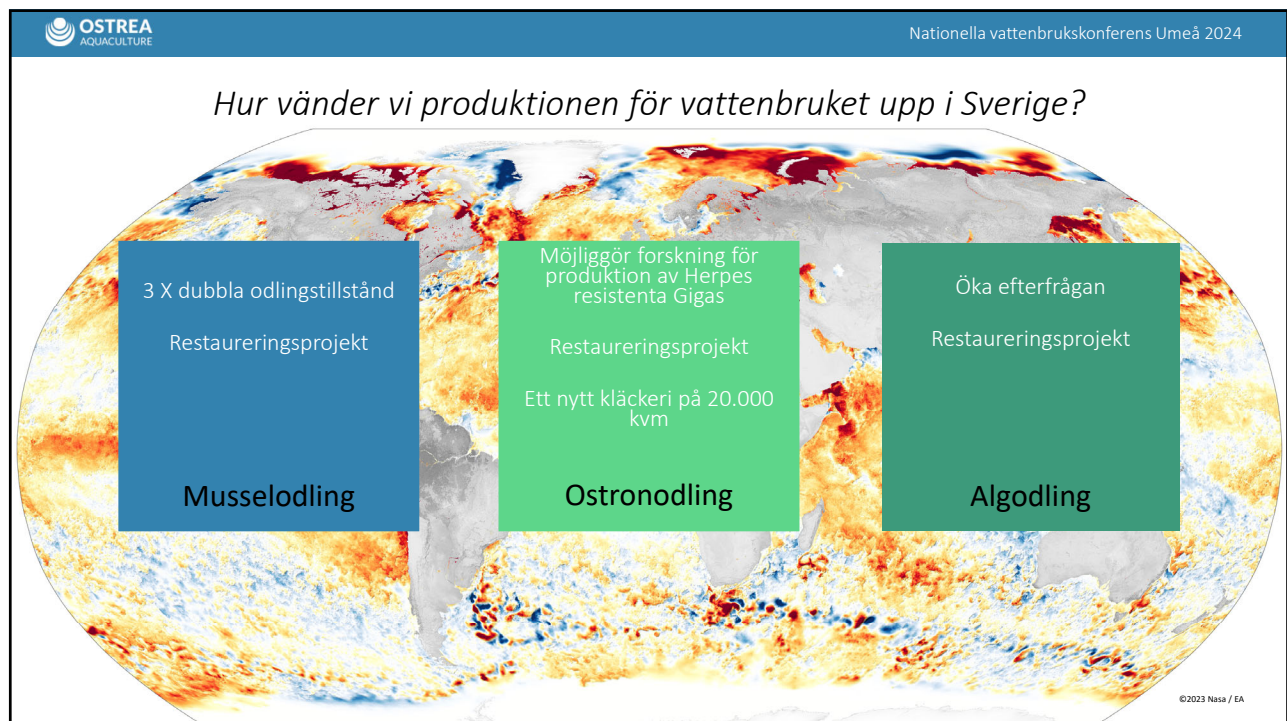 OSTREA
AQUACULTURE
Nationella vattenbrukskonferens Umeå 2024
Hur vänder vi produktionen för vattenbruket upp i Sverige?
3 X dubbla odlingstillstånd
Restaureringsprojekt
Musselodling
Möjliggör forskning för
produktion av Herpes
resistenta Gigas
Restaureringsprojekt
Ett nytt kläckeri på 20.000
kvm
Ostronodling
Öka efterfrågan
Restaureringsprojekt
Algodling
©2023 Nasa / EA